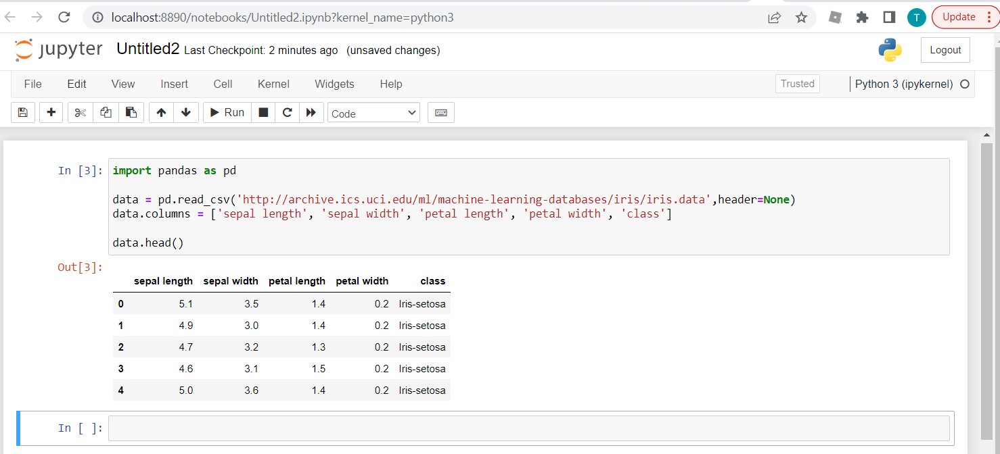 localhost:8890/notebooks/Untitled2.ipynb?kernel_name=python3
T
Update
jupyter Untitled2 Last Checkpoint: 2 minutes ago (unsaved changes)
Logout
File Edit View Insert Cell Kernel Widgets Help
Trusted
Python 3 (ipykernel)
Run
Code
In [3]:
import pandas as pd
data = pd.read_csv('http://archive.ics.uci.edu/ml/machine-learning-databases/iris/iris.data',header=None)
data.columns = ['sepal length', 'sepal width', 'petal length', 'petal width', 'class']
data.head()
Out[3]:
sepal length sepal width petal length petal width class
0 5.1 3.5 1.4 0.2 Iris-setosa
1 4.9 3.0 1.4 0.2 Iris-setosa
2 4.7 3.2 1.3 0.2 Iris-setosa
3 4.6 3.1 1.5 0.2 Iris-setosa
4 5.0 3.6 1.4 0.2 Iris-setosa
In [ ]: